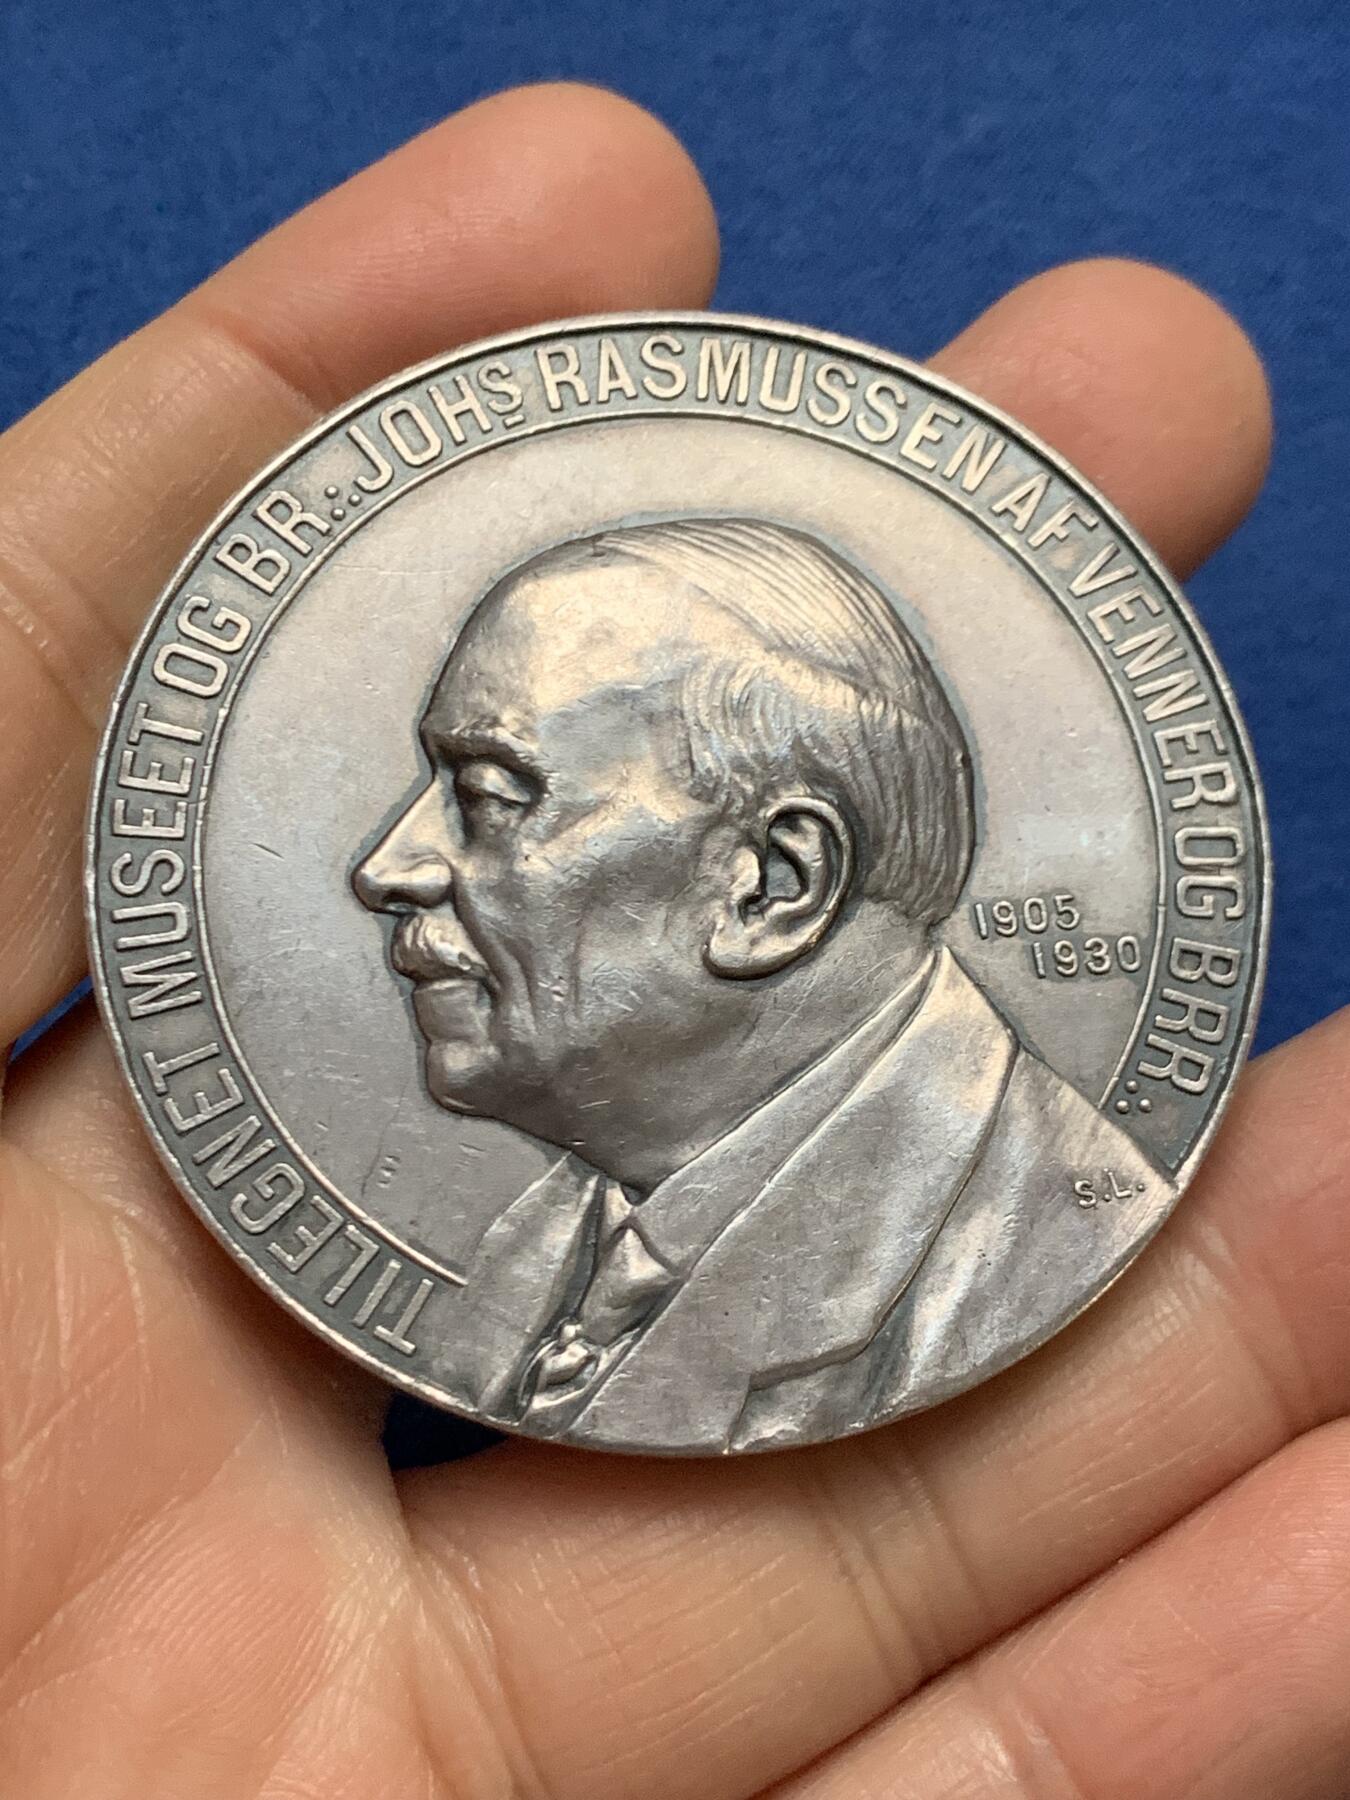 TILEGNET MUSEET OG BR∴ JOHS RASMUSSEN AF VENNER OG BRR∴
1905
1930
S.L.